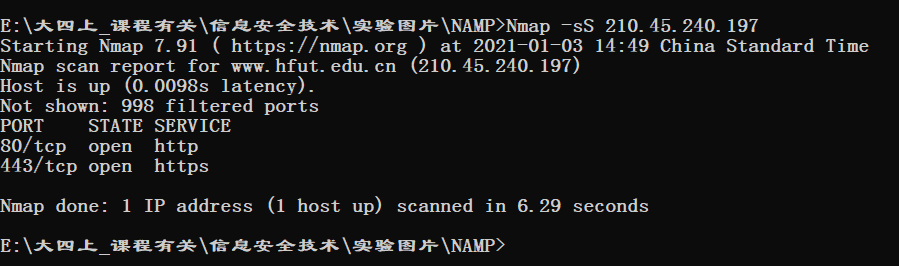 E:\大四上_课程有关\信息安全技术\实验图片\NAMP>Nmap -sS 210.45.240.197
Starting Nmap 7.91 ( https://nmap.org ) at 2021-01-03 14:49 China Standard Time
Nmap scan report for www.hfut.edu.cn (210.45.240.197)
Host is up (0.0098s latency).
Not shown: 998 filtered ports
PORT    STATE SERVICE
80/tcp  open  http
443/tcp open  https
Nmap done: 1 IP address (1 host up) scanned in 6.29 seconds
E:\大四上_课程有关\信息安全技术\实验图片\NAMP>